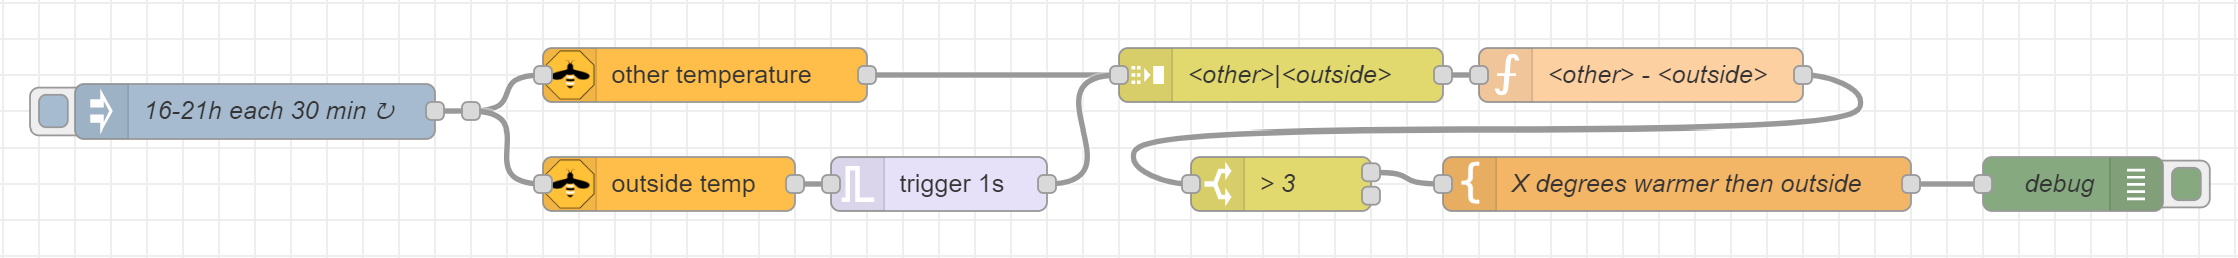 16-21h each 30 min ↻
other temperature
outside temp
trigger 1s
<other>|<outside>
<other> - <outside>
> 3
X degrees warmer then outside
debug